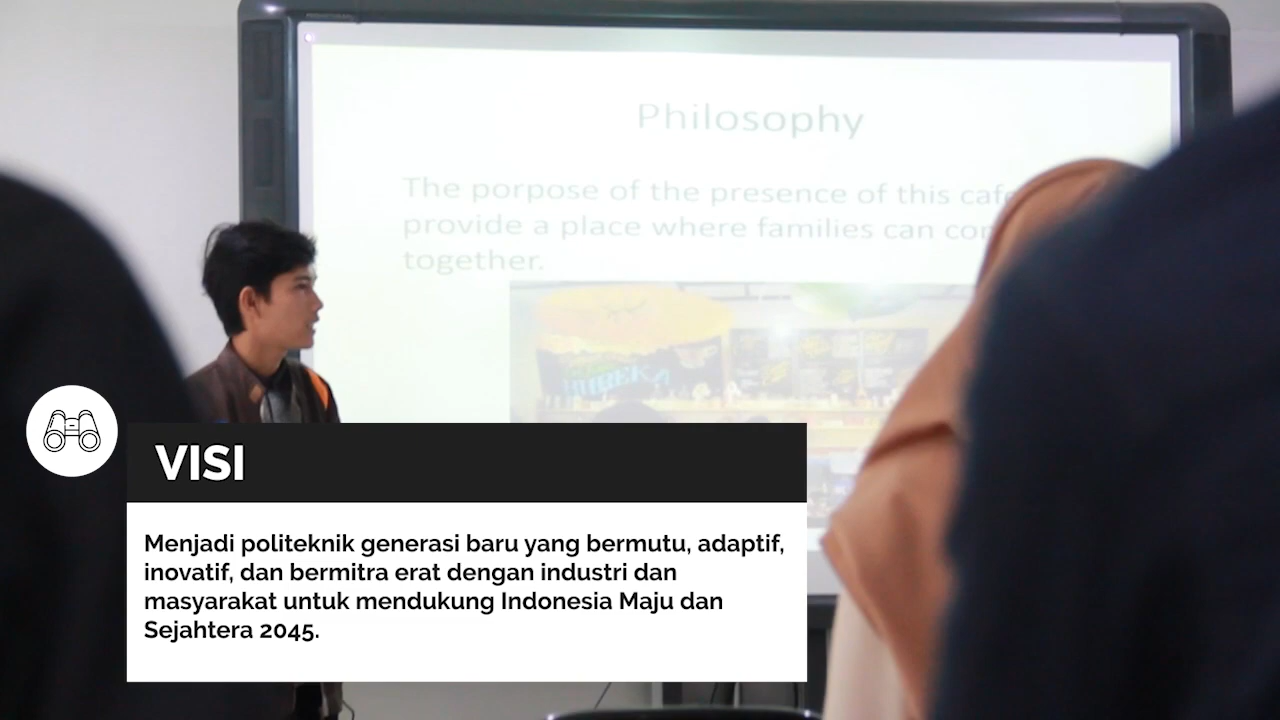 Philosophy
The porpose of the presence of this cafe
provide a place where families can
together.
VISI
Menjadi politeknik generasi baru yang bermutu, adaptif,
inovatif, dan bermitra erat dengan industri dan
masyarakat untuk mendukung Indonesia Maju dan
Sejahtera 2045.